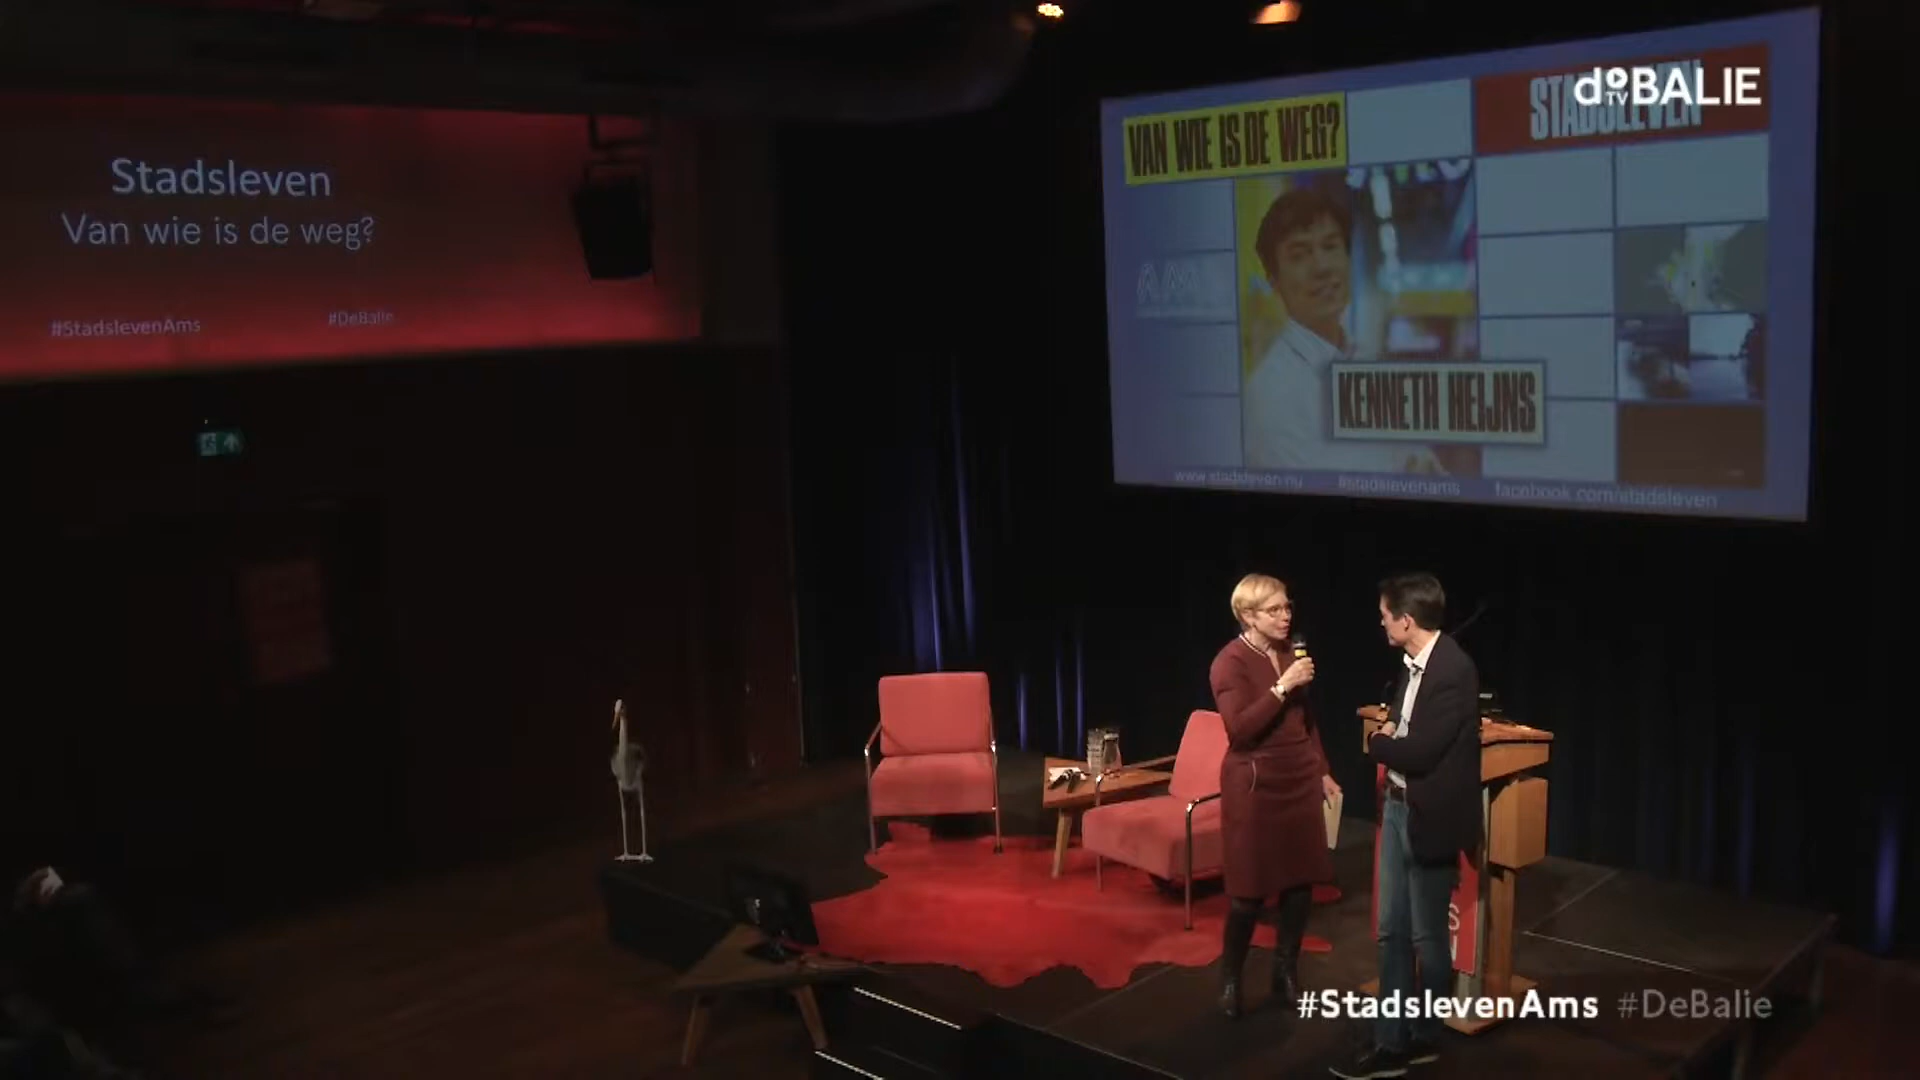 Stadsleven
Van wie is de weg?
#StadslevenAms #DeBalie
VAN WIE IS DE WEG?
STADSLEVEN
deBALIE
TV
KENNETH HEIJNS
www.stadsleven.nu #stadslevenams facebook.com/stadsleven
#StadslevenAms #DeBalie